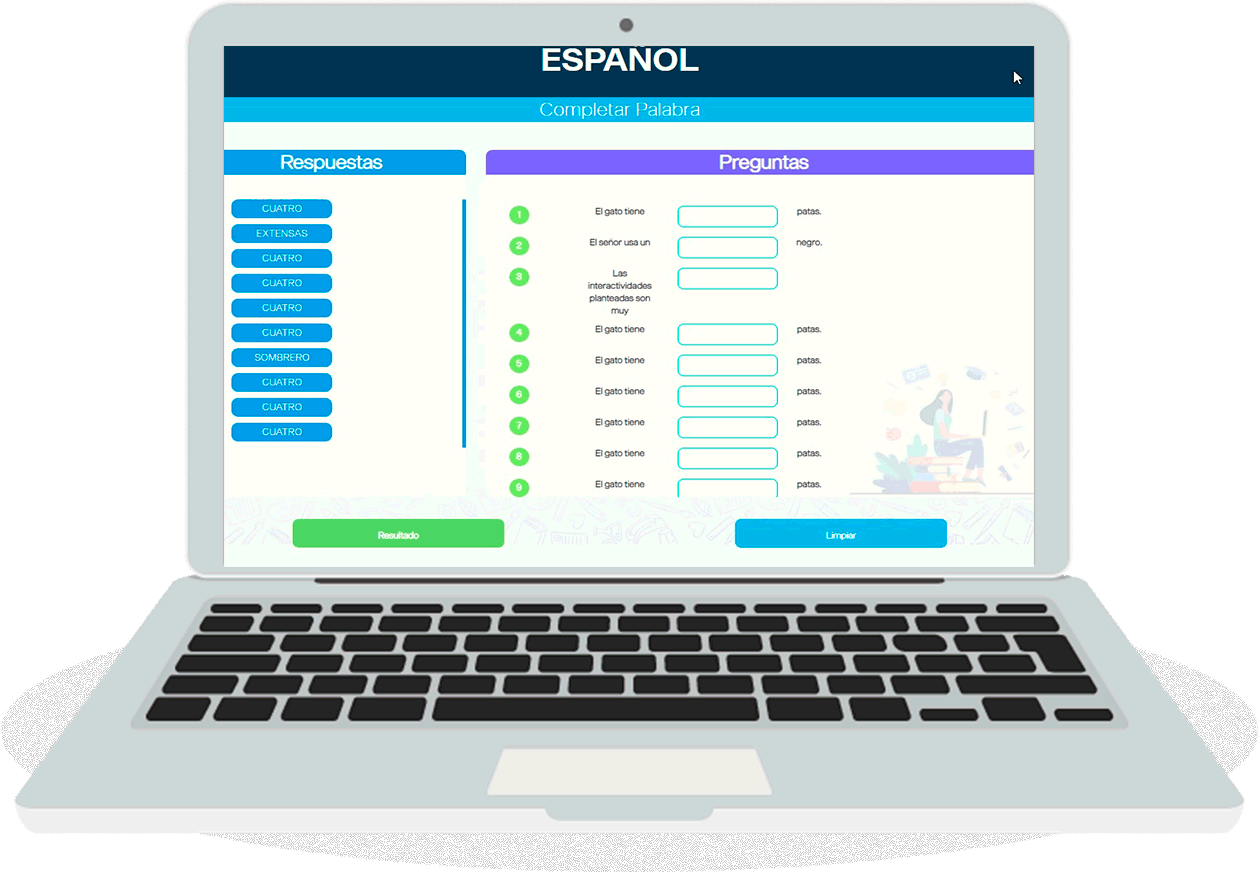 ESPAÑOL
Completar Palabra
Respuestas
CUATRO
EXTENSAS
CUATRO
CUATRO
CUATRO
CUATRO
SOMBRERO
CUATRO
CUATRO
CUATRO
Preguntas
1 El gato tiene patas.
2 El señor usa un negro.
3 Las
interactividades
planteadas son
muy
4 El gato tiene patas.
5 El gato tiene patas.
6 El gato tiene patas.
7 El gato tiene patas.
8 El gato tiene patas.
9 El gato tiene patas.
Resultado
Limpiar